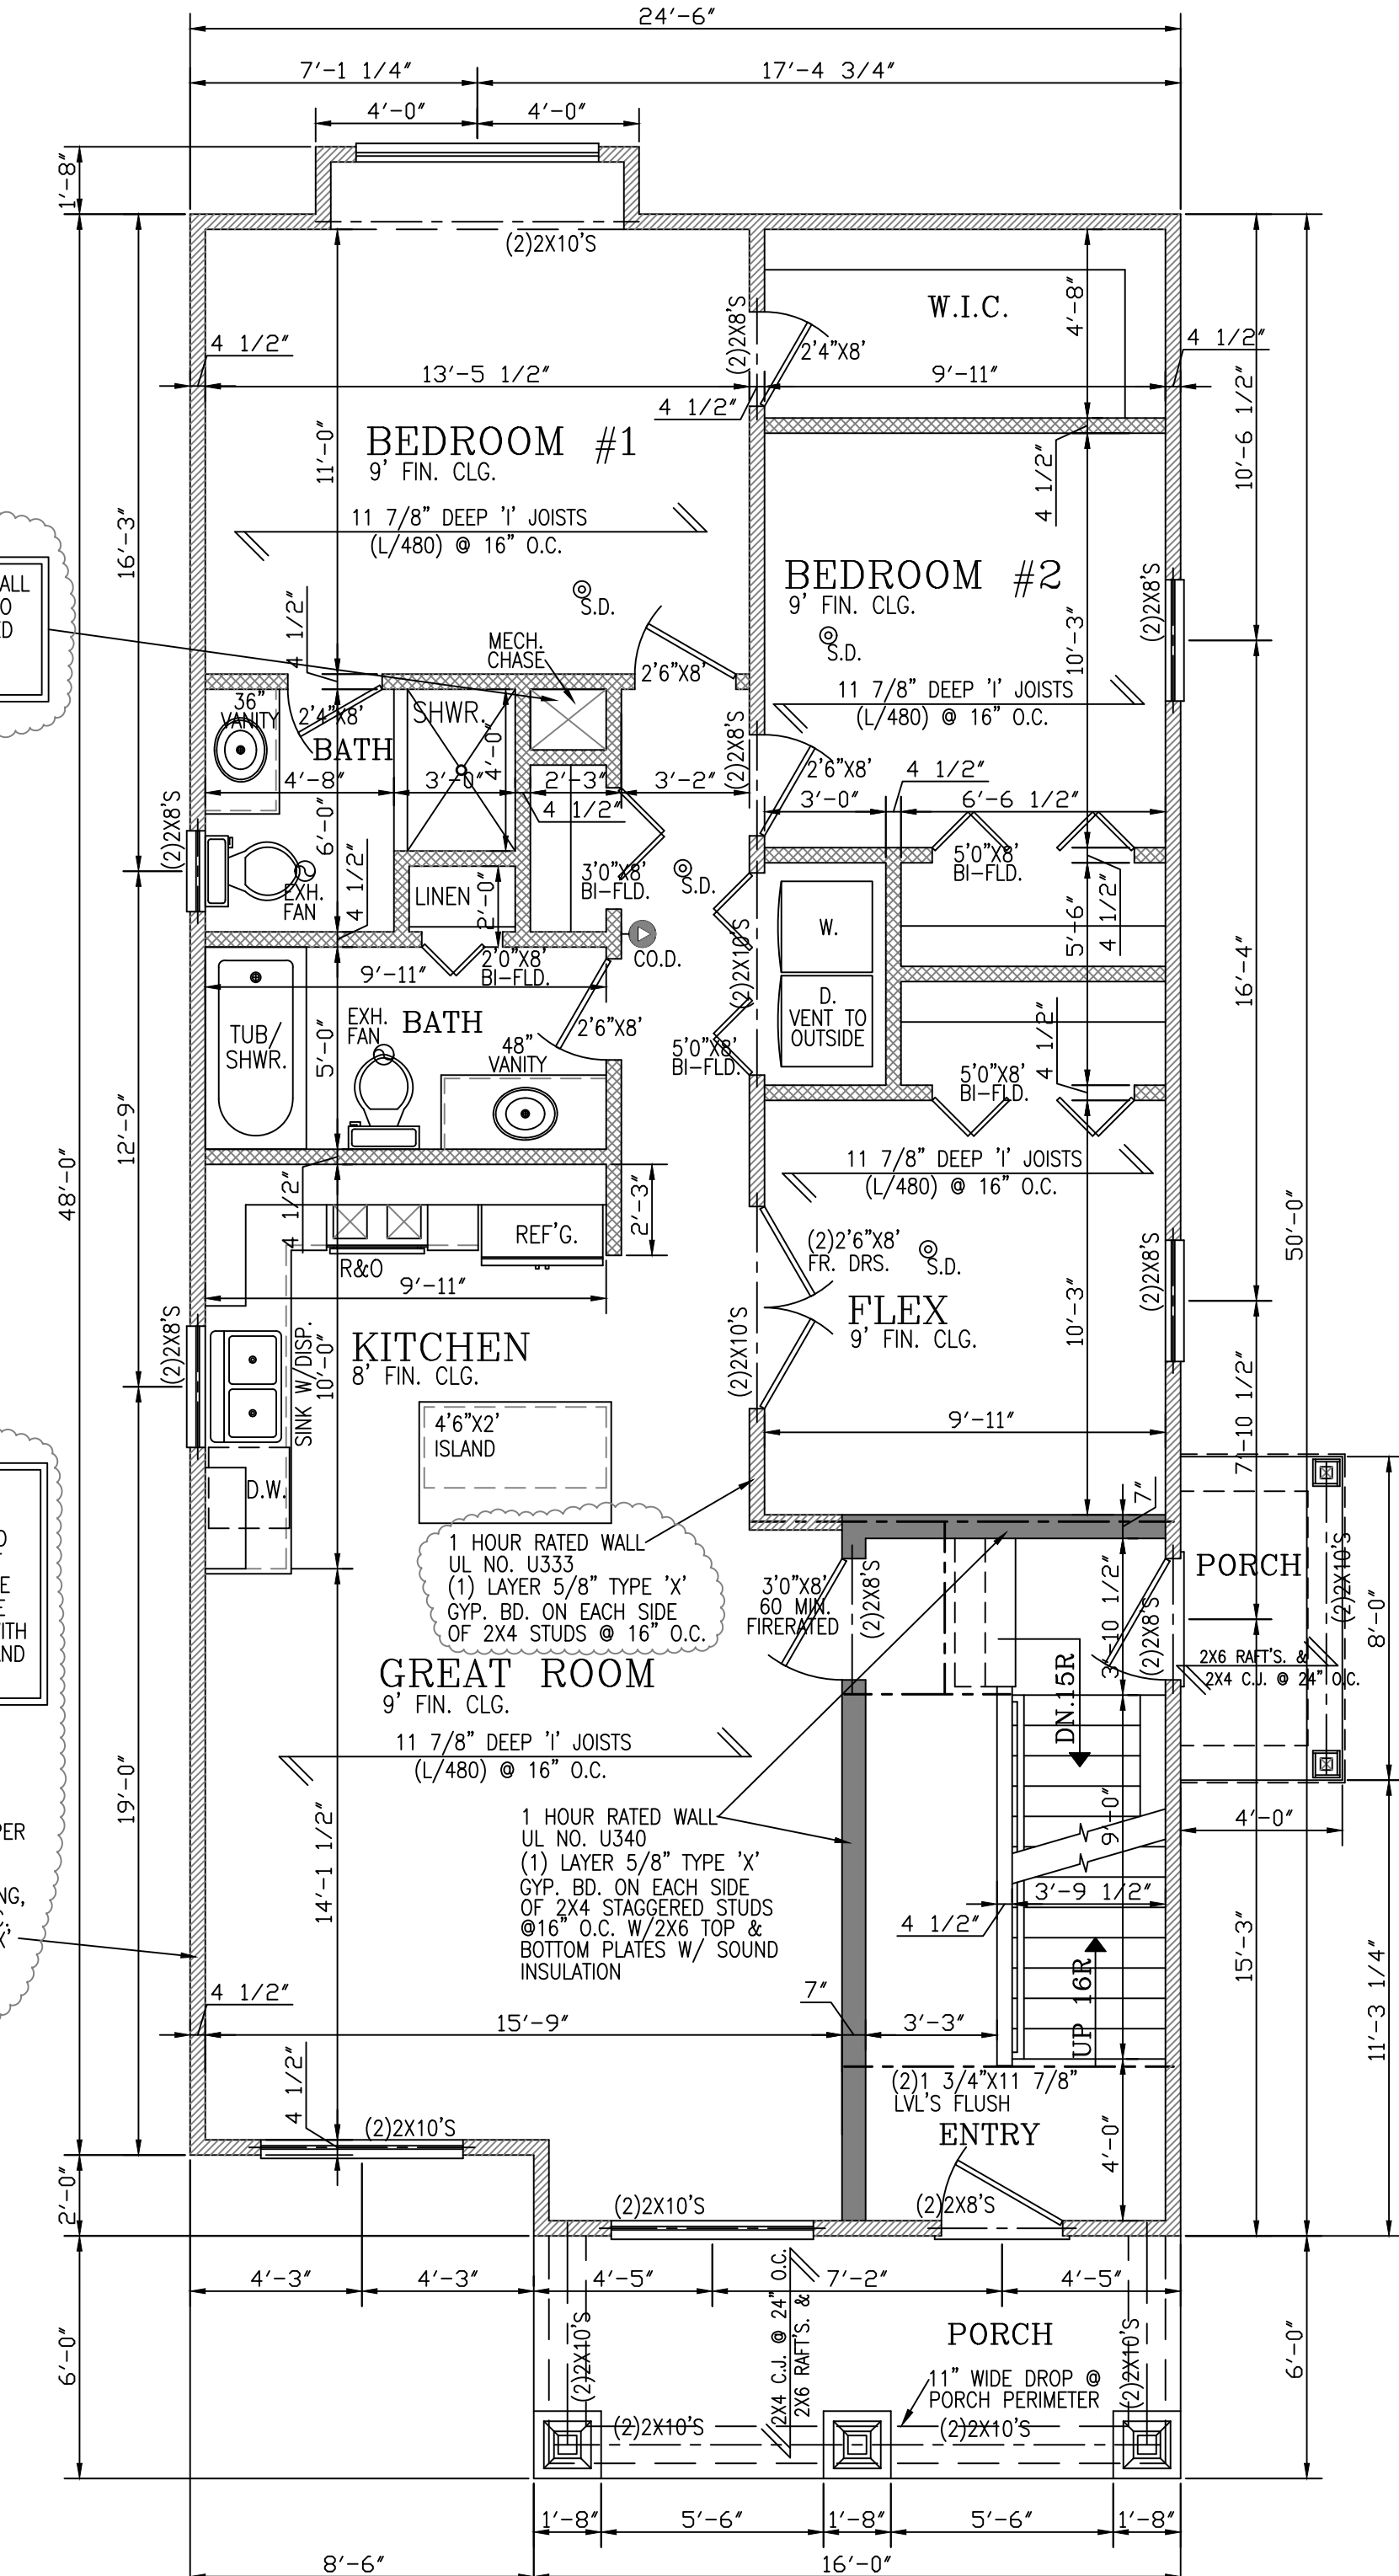 24'-6"
7'-1 1/4" 17'-4 3/4"
4'-0" 4'-0"
1'-8"
(2)2X10'S
W.I.C.
4'-8"
(2)2X8'S
2'4"X8'
4 1/2"
4 1/2"
13'-5 1/2"
9'-11"
4 1/2"
10'-6 1/2"
BEDROOM #1
9' FIN. CLG.
11'-0"
4 1/2"
16'-3"
11 7/8" DEEP 'I' JOISTS
(L/480) @ 16" O.C.
BEDROOM #2
9' FIN. CLG.
(2)2X8'S
ALL
S.D.
4 1/2"
S.D.
10'-3"
MECH.
CHASE
2'6"X8'
11 7/8" DEEP 'I' JOISTS
(L/480) @ 16" O.C.
36"
VANITY
2'4"X8'
SHWR.
BATH
4'-0"
(2)2X8'S
2'6"X8'
4 1/2"
4'-8" 3'-0" 2'-3" 3'-2"
4 1/2"
3'-0" 6'-6 1/2"
(2)2X8'S
6'-0"
4 1/2"
EXH.
FAN
LINEN
2'-0"
3'0"X8'
BI-FLD.
S.D.
5'0"X8'
BI-FLD.
4 1/2"
5'-6"
W.
CO.D.
(2)2X10'S
2'0"X8'
BI-FLD.
9'-11"
16'-4"
D.
VENT TO
OUTSIDE
TUB/
SHWR.
EXH.
FAN
BATH
5'-0"
48"
VANITY
2'6"X8'
5'0"X8'
BI-FLD.
4 1/2"
5'0"X8'
BI-FLD.
12'-9"
48'-0"
11 7/8" DEEP 'I' JOISTS
(L/480) @ 16" O.C.
4 1/2"
2'-3"
REF'G.
R&O
9'-11"
(2)2'6"X8'
FR. DRS.
S.D.
(2)2X8'S
50'-0"
FLEX
9' FIN. CLG.
10'-3"
(2)2X8'S
KITCHEN
8' FIN. CLG.
SINK W/DISP.
10'-0"
(2)2X10'S
4'6"X2'
ISLAND
9'-11"
7'-10 1/2"
D.W.
7"
1 HOUR RATED WALL
UL NO. U333
(1) LAYER 5/8" TYPE 'X'
GYP. BD. ON EACH SIDE
OF 2X4 STUDS @ 16" O.C.
3'0"X8'
60 MIN.
FIRERATED
(2)2X8'S
3'-10 1/2"
(2)2X8'S
PORCH
(2)2X10'S
8'-0"
2X6 RAFT'S. &
2X4 C.J. @ 24" O.C.
GREAT ROOM
9' FIN. CLG.
DN.15R
11 7/8" DEEP 'I' JOISTS
(L/480) @ 16" O.C.
19'-0"
14'-1 1/2"
1 HOUR RATED WALL
UL NO. U340
(1) LAYER 5/8" TYPE 'X'
GYP. BD. ON EACH SIDE
OF 2X4 STAGGERED STUDS
@16" O.C. W/2X6 TOP &
BOTTOM PLATES W/ SOUND
INSULATION
9'-0"
4'-0"
3'-9 1/2"
4 1/2"
15'-3"
11'-3 1/4"
4 1/2"
7"
15'-9"
3'-3"
UP 16R
4 1/2"
(2)1 3/4"X11 7/8"
LVL'S FLUSH
(2)2X10'S
ENTRY
4'-0"
2'-0"
(2)2X10'S
(2)2X8'S
4'-3" 4'-3" 4'-5" 7'-2" 4'-5"
2X4 C.J. @ 24" O.C.
2X6 RAFT'S. &
PORCH
6'-0"
6'-0"
(2)2X10'S
(2)2X10'S
11" WIDE DROP @
PORCH PERIMETER
(2)2X10'S
(2)2X10'S
1'-8" 5'-6" 1'-8" 5'-6" 1'-8"
8'-6" 16'-0"